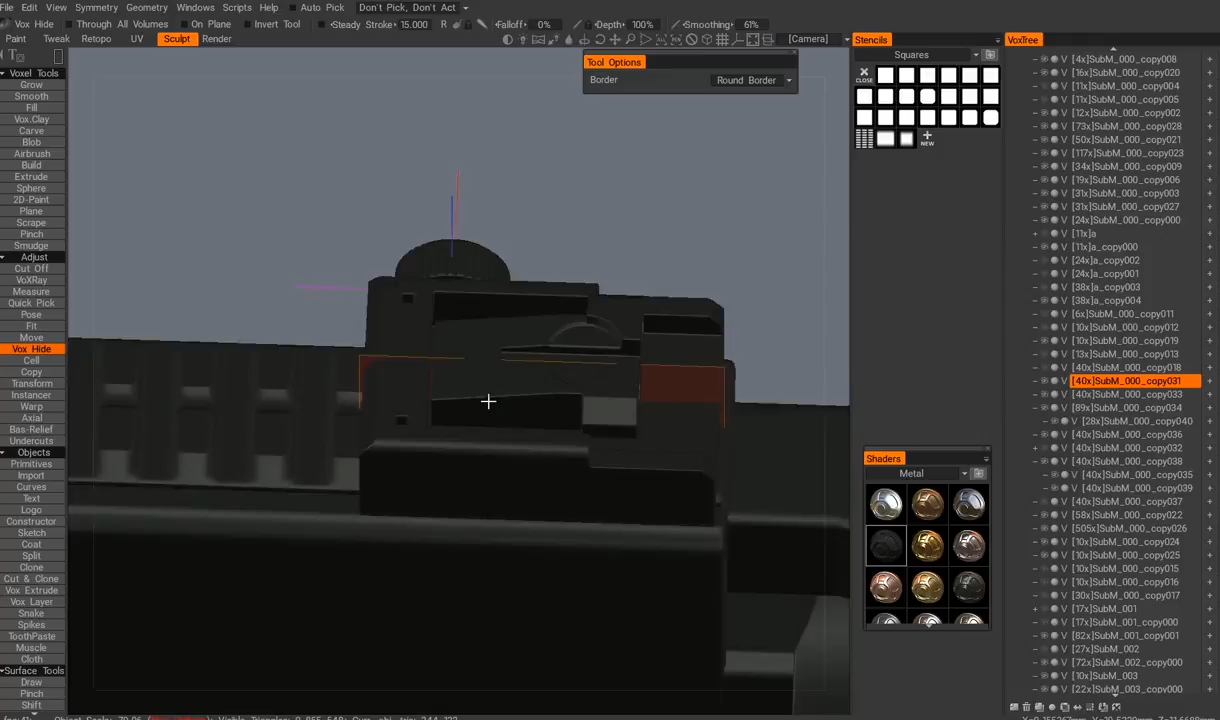 File Edit View Symmetry Geometry Windows Scripts Help Auto Pick Don't Pick, Don't Act
Vox Hide Through All Volumes On Plane Invert Tool Steady Stroke 15.000 R Falloff 0% Depth 100% Smoothing 61%
Paint Tweak Retopo UV Sculpt Render [Camera]
Tool Options
Border Round Border
Voxel Tools
Grow
Smooth
Fill
Vox.Clay
Carve
Blob
Airbrush
Build
Extrude
Sphere
2D-Paint
Plane
Scrape
Pinch
Smudge
Adjust
Cut Off
VoXRay
Measure
Quick Pick
Pose
Fit
Move
Vox Hide
Cell
Copy
Transform
Instancer
Warp
Axial
Bas-Relief
Undercuts
Objects
Primitives
Import
Curves
Text
Logo
Constructor
Sketch
Coat
Split
Clone
Cut & Clone
Vox Extrude
Vox Layer
Snake
Spikes
ToothPaste
Muscle
Cloth
Surface Tools
Draw
Pinch
Shift
Stencils
Squares
CLOSE
NEW
Shaders
Metal
VoxTree
V [4x]SubM_000_copy008 +
V [16x]SubM_000_copy020 +
V [11x]SubM_000_copy004 +
V [11x]SubM_000_copy005 +
V [12x]SubM_000_copy002 +
V [73x]SubM_000_copy028 +
V [50x]SubM_000_copy021 +
V [117x]SubM_000_copy023 +
V [34x]SubM_000_copy009 +
V [19x]SubM_000_copy006 +
V [31x]SubM_000_copy003 +
V [31x]SubM_000_copy027 +
V [24x]SubM_000_copy000 +
V [11x]a +
V [11x]a_copy000 +
V [24x]a_copy002 +
V [24x]a_copy001 +
V [38x]a_copy003 +
V [38x]a_copy004 +
V [6x]SubM_000_copy011 +
V [10x]SubM_000_copy012 +
V [10x]SubM_000_copy019 +
V [13x]SubM_000_copy013 +
V [40x]SubM_000_copy018 +
V [40x]SubM_000_copy031 +
V [40x]SubM_000_copy033 +
V [89x]SubM_000_copy034 +
V [28x]SubM_000_copy040 +
V [40x]SubM_000_copy036 +
V [40x]SubM_000_copy032 +
V [40x]SubM_000_copy038 +
V [40x]SubM_000_copy035 +
V [40x]SubM_000_copy039 +
V [40x]SubM_000_copy037 +
V [58x]SubM_000_copy022 +
V [505x]SubM_000_copy026 +
V [10x]SubM_000_copy024 +
V [10x]SubM_000_copy025 +
V [10x]SubM_000_copy015 +
V [10x]SubM_000_copy016 +
V [30x]SubM_000_copy017 +
V [17x]SubM_001 +
V [17x]SubM_001_copy000 +
V [82x]SubM_001_copy001 +
V [27x]SubM_002 +
V [72x]SubM_002_copy000 +
V [10x]SubM_003 +
V [22x]SubM_003_copy000 +